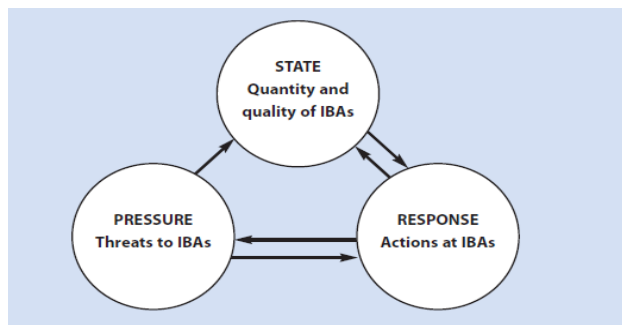 STATE
Quantity and
quality of IBAs
PRESSURE
Threats to IBAs
RESPONSE
Actions at IBAs